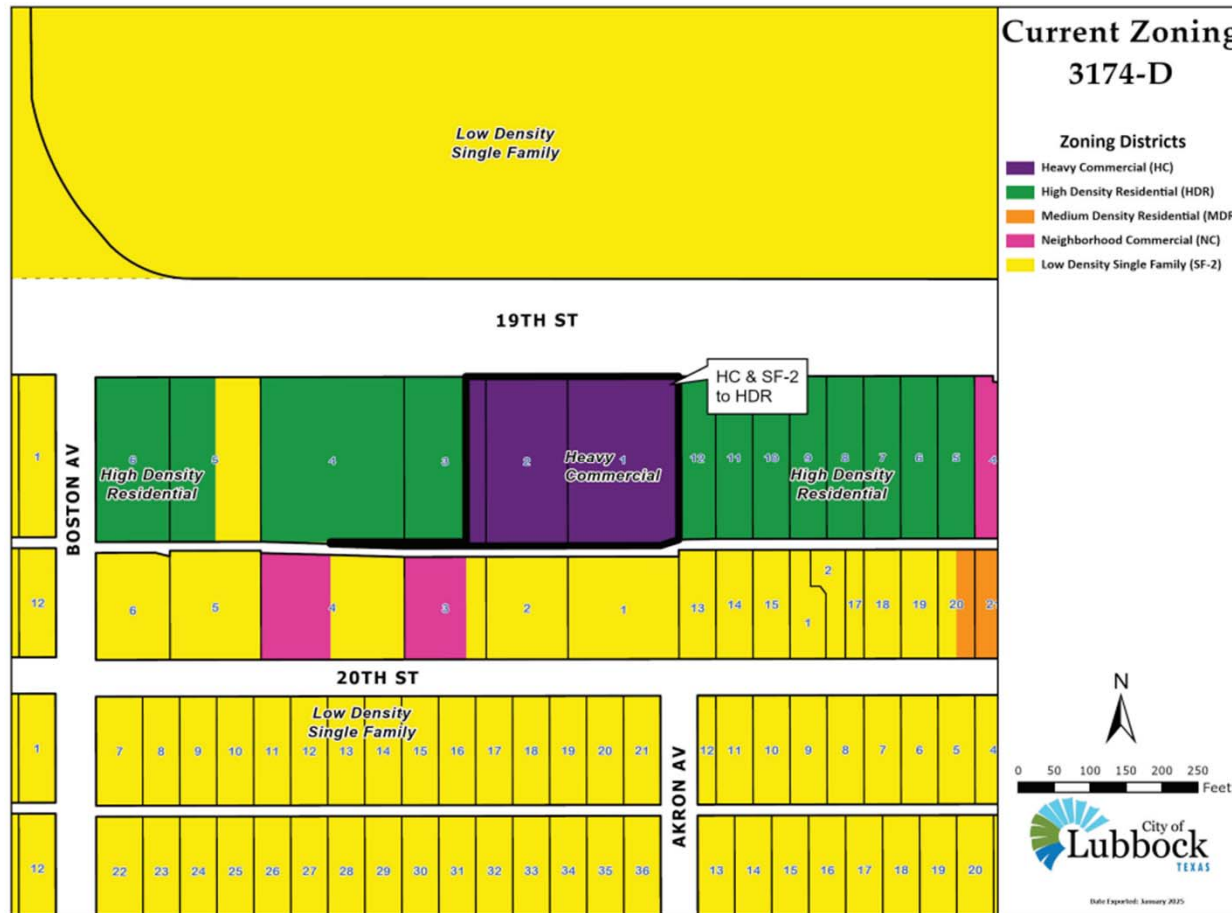 Current Zoning
3174-D
Zoning Districts
Heavy Commercial (HC)
High Density Residential (HDR)
Medium Density Residential (MDR
Neighborhood Commercial (NC)
Low Density Single Family (SF-2)
Low Density
Single Family
19TH ST
HC & SF-2
to HDR
BOSTON AV
1
6 5 4 3 2 1 12 11 10 9 8 7 6 5 4
High Density
Residential
Heavy
Commercial
High Density
Residential
12
6 5 4 3 2 1 13 14 15 1 2 17 18 19 20 21
20TH ST
Low Density
Single Family
1
7 8 9 10 11 12 13 14 15 16 17 18 19 20 21
AKRON AV
12 11 10 9 8 7 6 5 4
12
22 23 24 25 26 27 28 29 30 31 32 33 34 35 36
13 14 15 16 17 18 19 20
N
0 50 100 150 200 250
Feet
City of
Lubbock
TEXAS
Date Exported: January 2025